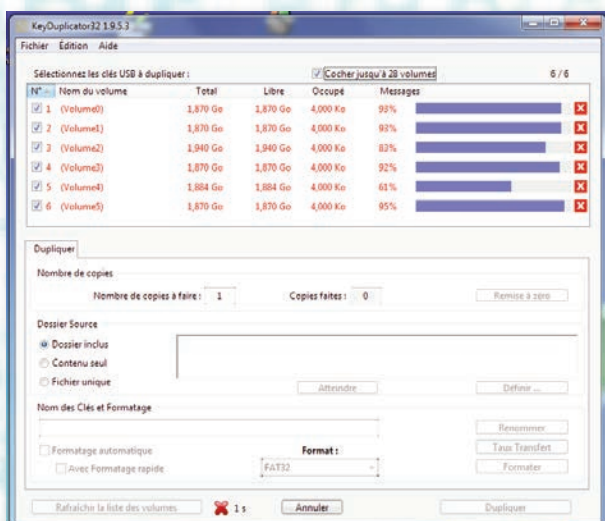 KeyDuplicator32 1.9.5.3
Fichier Édition Aide
Sélectionnez les clés USB à dupliquer : Cocher jusqu'à 28 volumes 6 / 6
N° Nom du volume Total Libre Occupé Messages
1 (Volume0) 1,870 Go 1,870 Go 4,000 Ko 93%
2 (Volume1) 1,870 Go 1,870 Go 4,000 Ko 93%
3 (Volume2) 1,940 Go 1,940 Go 4,000 Ko 83%
4 (Volume3) 1,870 Go 1,870 Go 4,000 Ko 92%
5 (Volume4) 1,884 Go 1,884 Go 4,000 Ko 61%
6 (Volume5) 1,870 Go 1,870 Go 4,000 Ko 95%
Dupliquer
Nombre de copies
Nombre de copies à faire : 1 Copies faites : 0 Remise à zéro
Dossier Source
Dossier inclus
Contenu seul
Fichier unique
Atteindre Définir ...
Nom des Clés et Formatage
Renommer
Formatage automatique Format : Taux Transfert
Avec Formatage rapide FAT32 Formater
Rafraîchir la liste des volumes 1 s Annuler Dupliquer